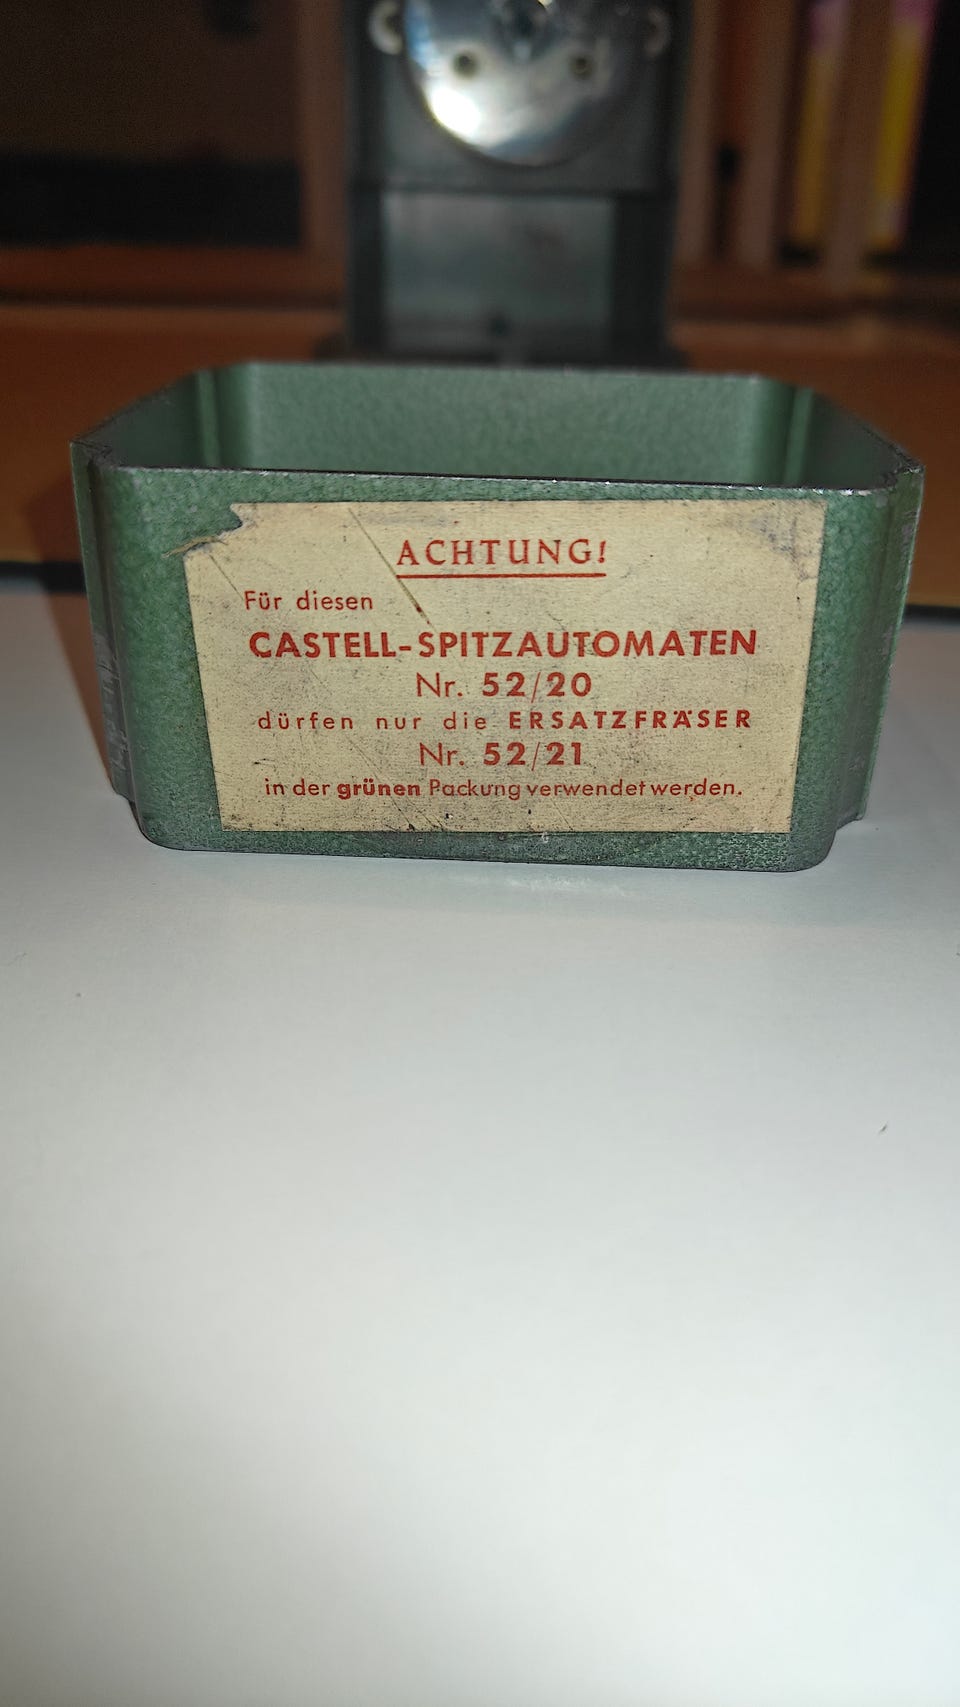 ACHTUNG!
Für diesen
CASTELL-SPITZAUTOMATEN
Nr. 52/20
dürfen nur die ERSATZFRÄSER
Nr. 52/21
in der grünen Packung verwendet werden.